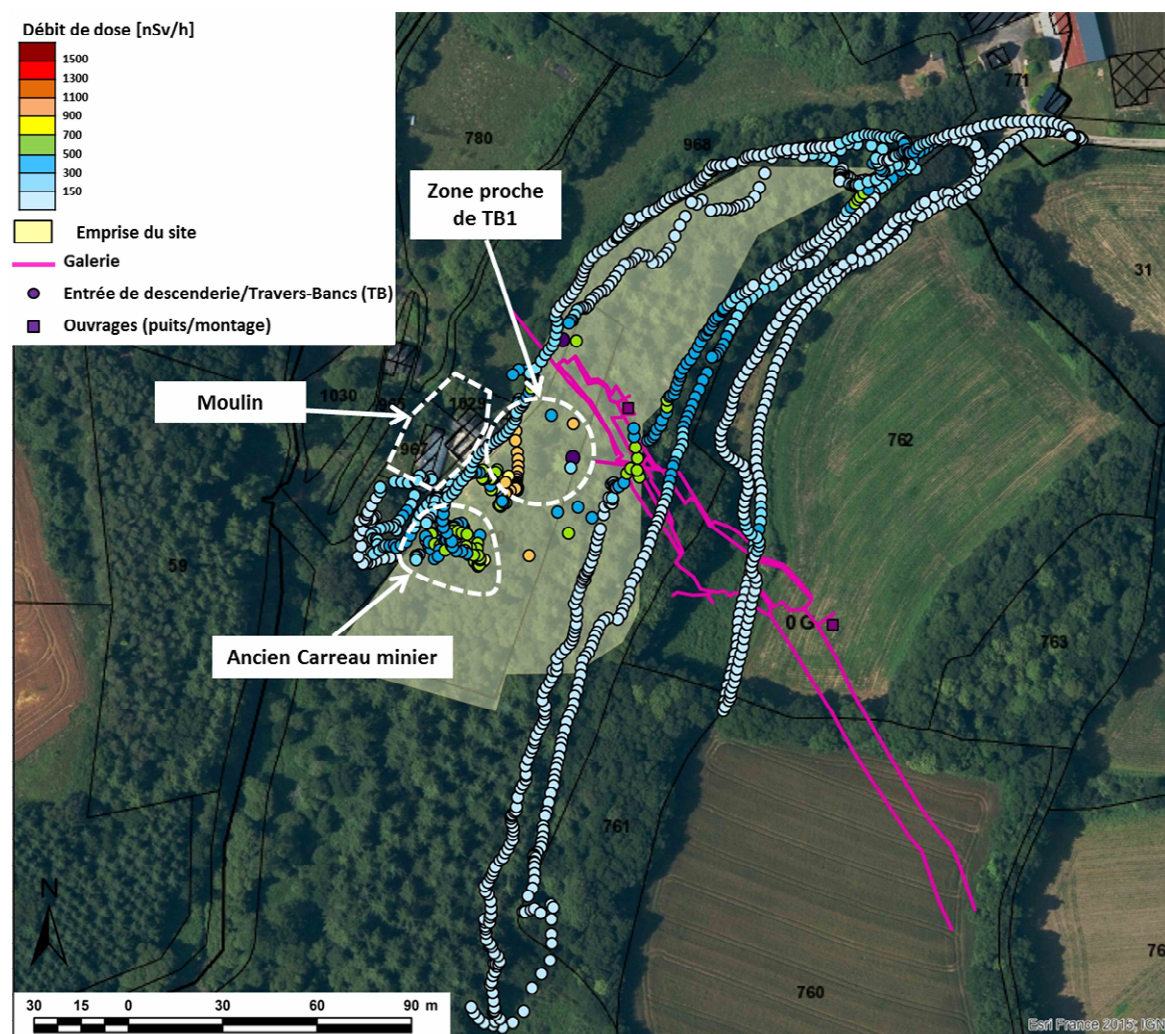 Débit de dose [nSv/h]
1500
1300
1100
900
700
500
300
150
Emprise du site
Galerie
Entrée de descenderie/Travers-Bancs (TB)
Ouvrages (puits/montage)
771
780
968
Zone proche
de TB1
31
Moulin
1030
1029
967
762
59
Ancien Carreau minier
0 G
763
761
N
760
30 15 0 30 60 90 m
Esri France 2015; IGN